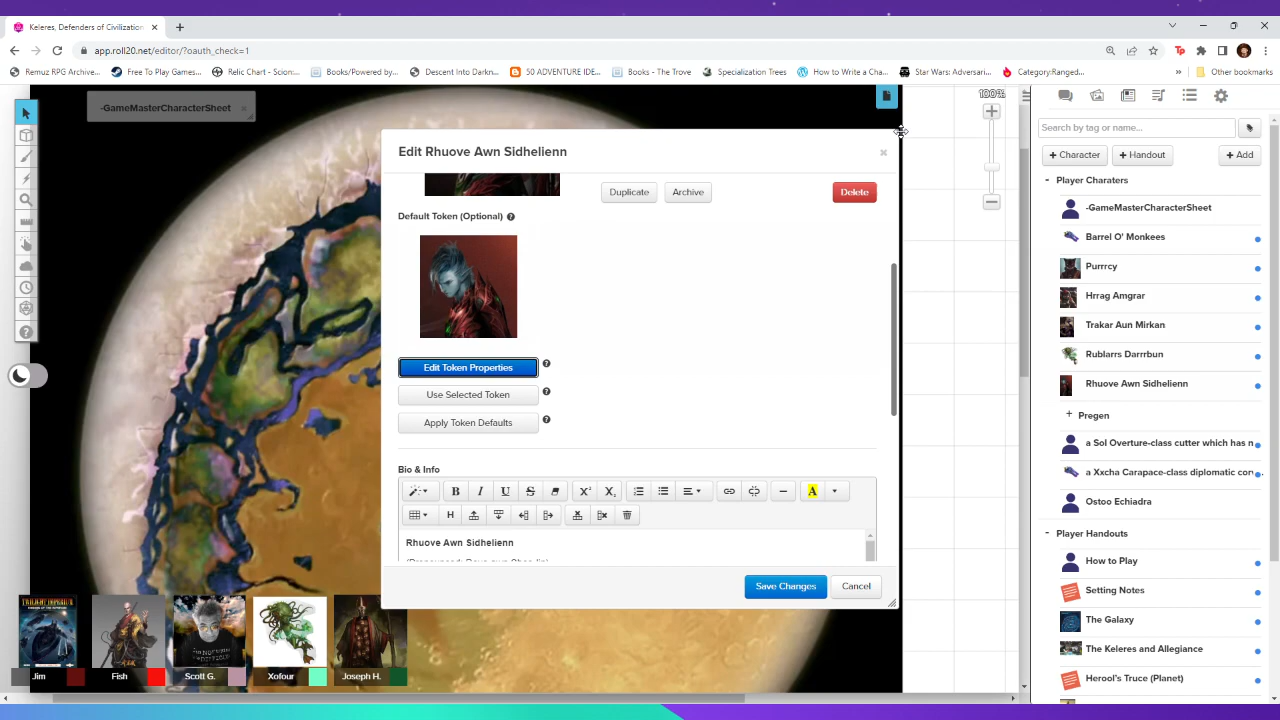 Keleres, Defenders of Civilization
app.roll20.net/editor/?oauth_check=1
Remuz RPG Archive...
Free To Play Games...
Relic Chart - Scion:...
Books/Powered by...
Descent Into Darkn...
50 ADVENTURE IDE...
Books - The Trove
Specialization Trees
How to Write a Cha...
Star Wars: Adversari...
Category:Ranged...
»
Other bookmarks
-GameMasterCharacterSheet
100%
Edit Rhuove Awn Sidhelienn
Duplicate
Archive
Delete
Default Token (Optional)
Edit Token Properties
Use Selected Token
Apply Token Defaults
Bio & Info
B I U S X² X₂ A
H
Rhuove Awn Sidhelienn
Save Changes
Cancel
TWILIGHT IMPERIUM
Jim
Fish
Scott G.
Xofour
Joseph H.
Search by tag or name...
+ Character
+ Handout
+ Add
- Player Charaters
-GameMasterCharacterSheet
Barrel O' Monkees
Purrrcy
Hrrag Amgrar
Trakar Aun Mirkan
Rublarrs Darrrbun
Rhuove Awn Sidhelienn
+ Pregen
a Sol Overture-class cutter which has n...
a Xxcha Carapace-class diplomatic con...
Ostoo Echiadra
- Player Handouts
How to Play
Setting Notes
The Galaxy
The Keleres and Allegiance
Herool's Truce (Planet)